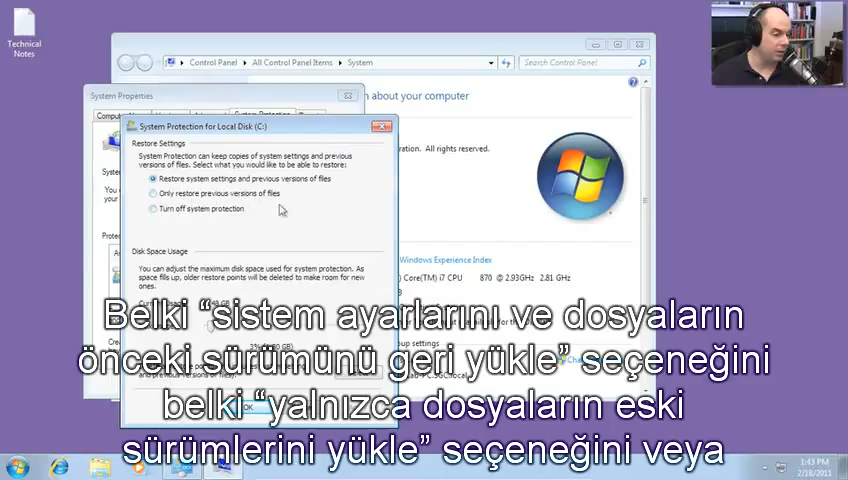 Technical
Notes
Control Panel
All Control Panel Items
System
Search Control Panel
System Properties
about your computer
System Protection for Local Disk (C:)
Restore Settings
System Protection can keep copies of system settings and previous
versions of files. Select what you would like to be able to restore:
Restore system settings and previous versions of files
Only restore previous versions of files
Turn off system protection
All rights reserved.
Disk Space Usage
You can adjust the maximum disk space used for system protection. As
space fills up, older restore points will be deleted to make room for new
ones.
Windows Experience Index
Core(TM) i7 CPU 870 @ 2.93GHz 2.81 GHz
Belki “sistem ayarlarını ve dosyaların
önceki sürümünü geri yükle” seçeneğini
belki “yalnızca dosyaların eski
sürümlerini yükle” seçeneğini veya
OK
1:43 PM
2/18/2011